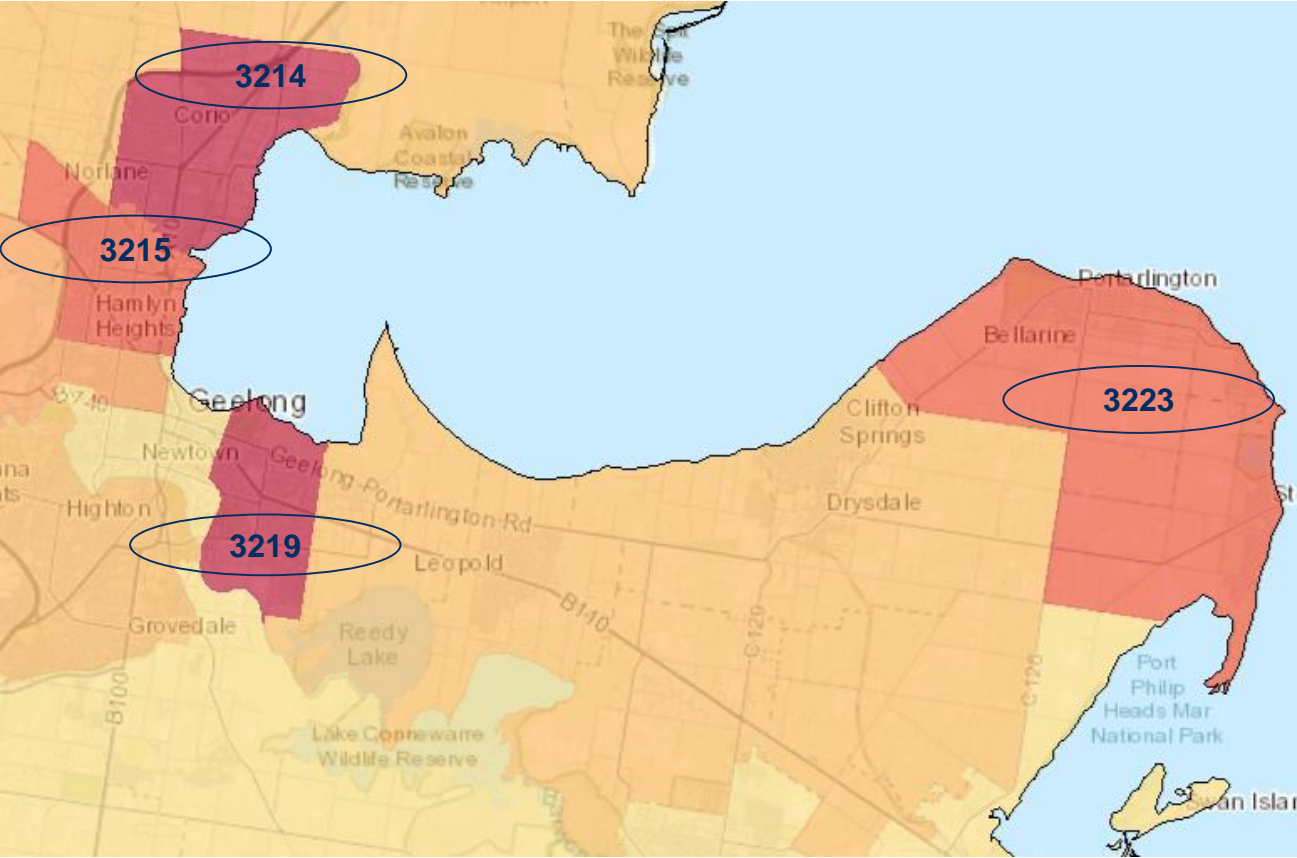 The Spit
Wildlife
Reserve
3214
Corio
Avalon
Coastal
Reserve
Norlane
3215
Hamlyn
Heights
Portarlington
Bellarine
B740
Geelong
3223
Clifton
Springs
Newtown
Geelong-Portarlington Rd
Highton
Drysdale
3219
Leopold
B110
C129
Grovedale
Reedy
Lake
Port
Philip
Heads Mar
National Park
C126
B100
Lake Connewarre
Wildlife Reserve
Swan Islan